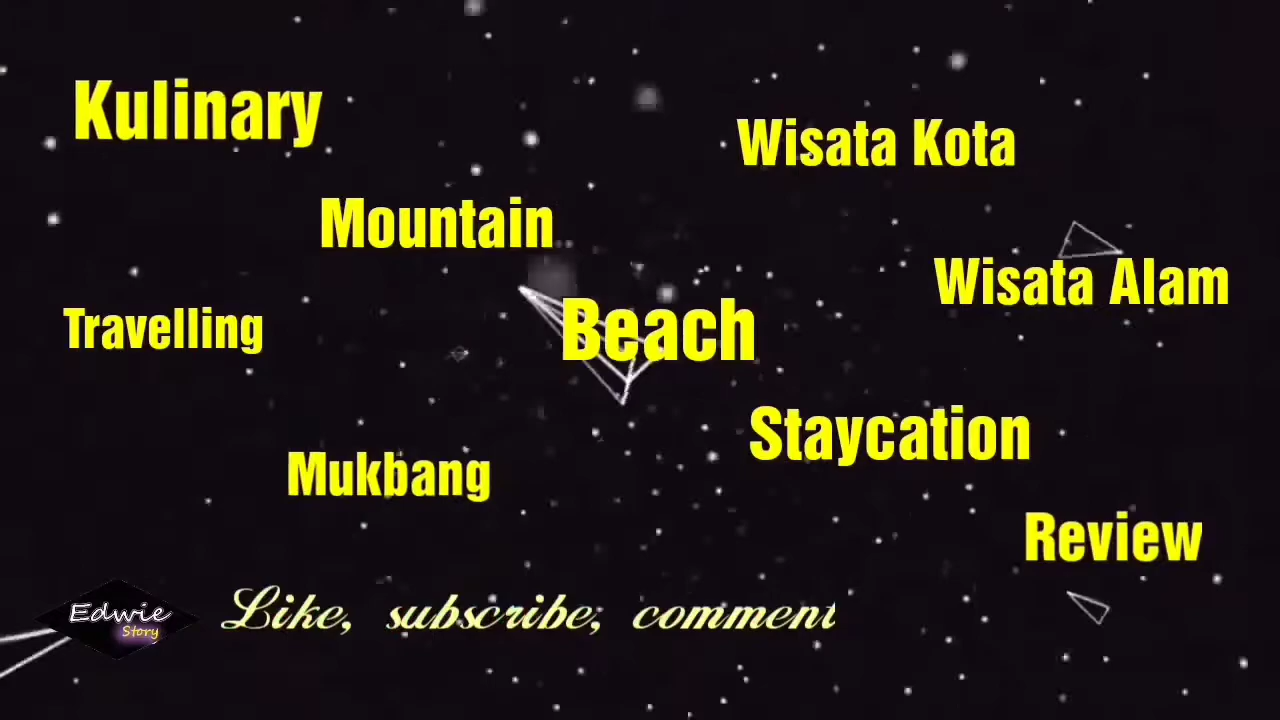 Kulinary
Wisata Kota
Mountain
Wisata Alam
Travelling
Beach
Staycation
Mukbang
Review
Edwie
Story
Like, subscribe, comment